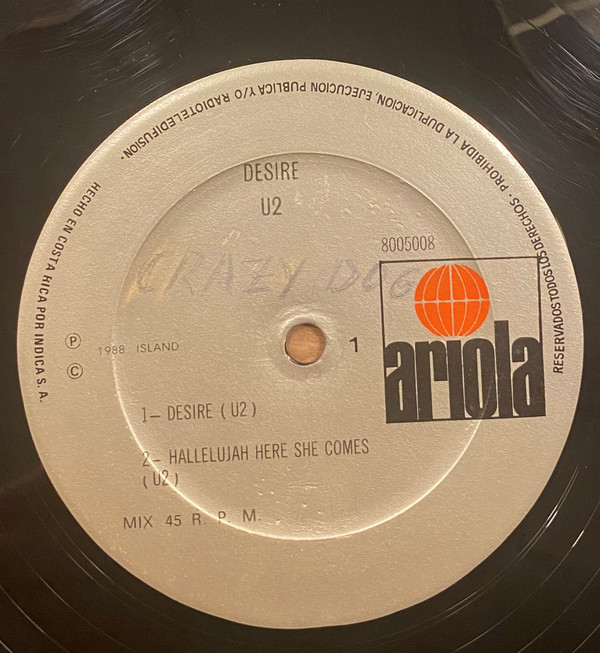 HECHO EN COSTA RICA POR INDICA S. A.
RESERVADOS TODOS LOS DERECHOS · PROHIBIDA LA DUPLICACION, EJECUCION PUBLICA Y/O RADIOTELEDIFUSION ·
DESIRE
U2
8005008
CRAZY DOG
ariola
Ⓟ 1988 ISLAND
©
1
1- DESIRE ( U2 )
2- HALLELUJAH HERE SHE COMES
( U2 )
MIX 45 R. P. M.